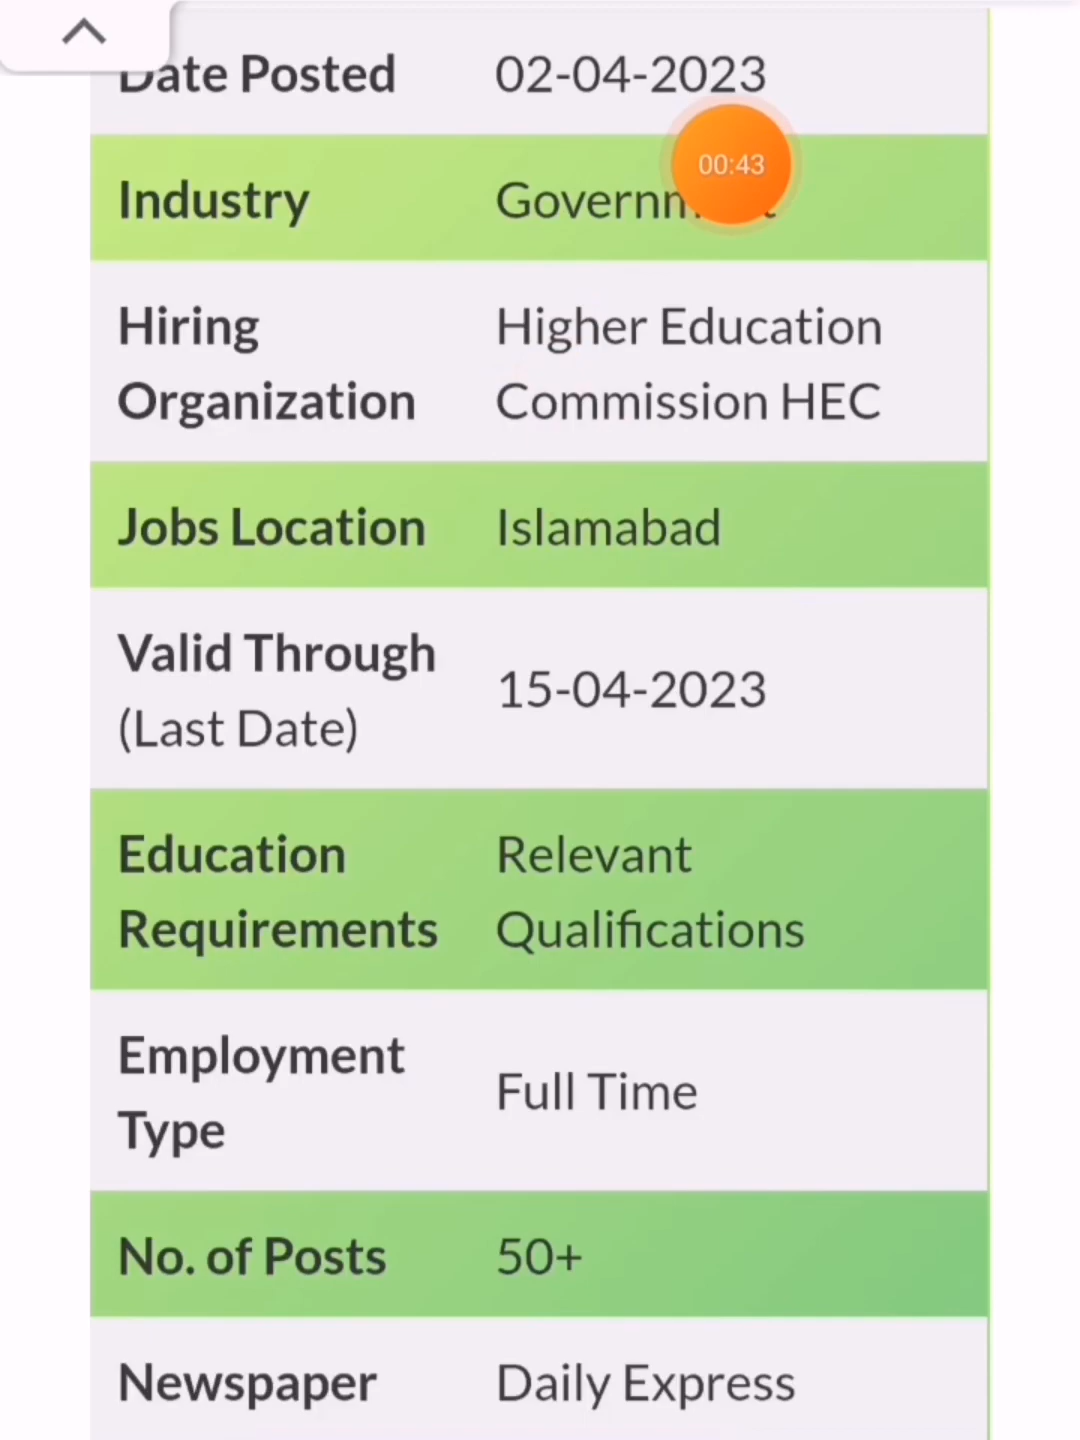 Date Posted 02-04-2023
00:43
Industry
Hiring Organization Higher Education
Commission HEC
Jobs Location Islamabad
Valid Through
(Last Date) 15-04-2023
Education Relevant
Requirements Qualifications
Employment
Type Full Time
No. of Posts 50+
Newspaper Daily Express